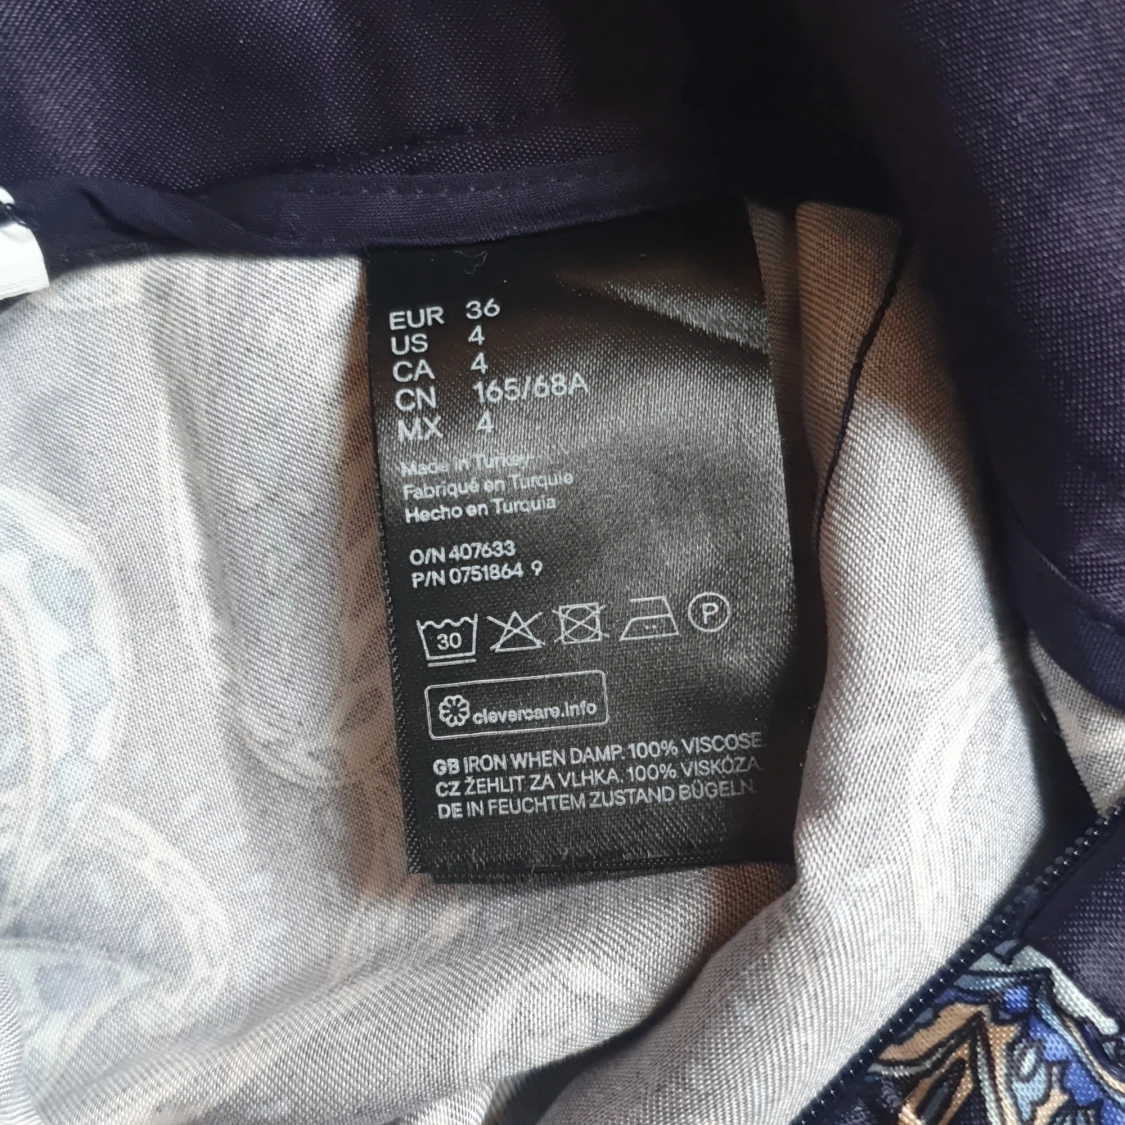 EUR 36
US 4
CA 4
CN 165/68A
MX 4
Made in Turkey
Fabriqué en Turquie
Hecho en Turquía
O/N 407633
P/N 0751864 9
30
P
clevercare.info
GB IRON WHEN DAMP. 100% VISCOSE
CZ ŽEHLIT ZA VLHKA. 100% VISKÓZA
DE IN FEUCHTEM ZUSTAND BÜGELN.